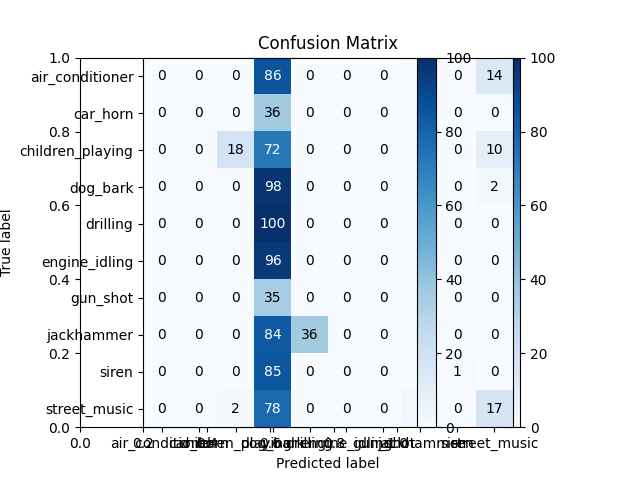 Confusion Matrix
1.0 100 100
air_conditioner 0 0 0 86 0 0 0 0 14
car_horn 0 0 0 36 0 0 0 0 0
0.8 80 80
children_playing 0 0 18 72 0 0 0 0 10
dog_bark 0 0 0 98 0 0 0 0 2
0.6 60 60
drilling 0 0 0 100 0 0 0 0 0
engine_idling 0 0 0 96 0 0 0 0 0
0.4 40 40
gun_shot 0 0 0 35 0 0 0 0 0
jackhammer 0 0 0 84 36 0 0 0 0
0.2 20 20
siren 0 0 0 85 0 0 0 1 0
street_music 0 0 2 78 0 0 0 0 17
0.0 0 0
True label
0.0 0.2 street_music
Predicted label